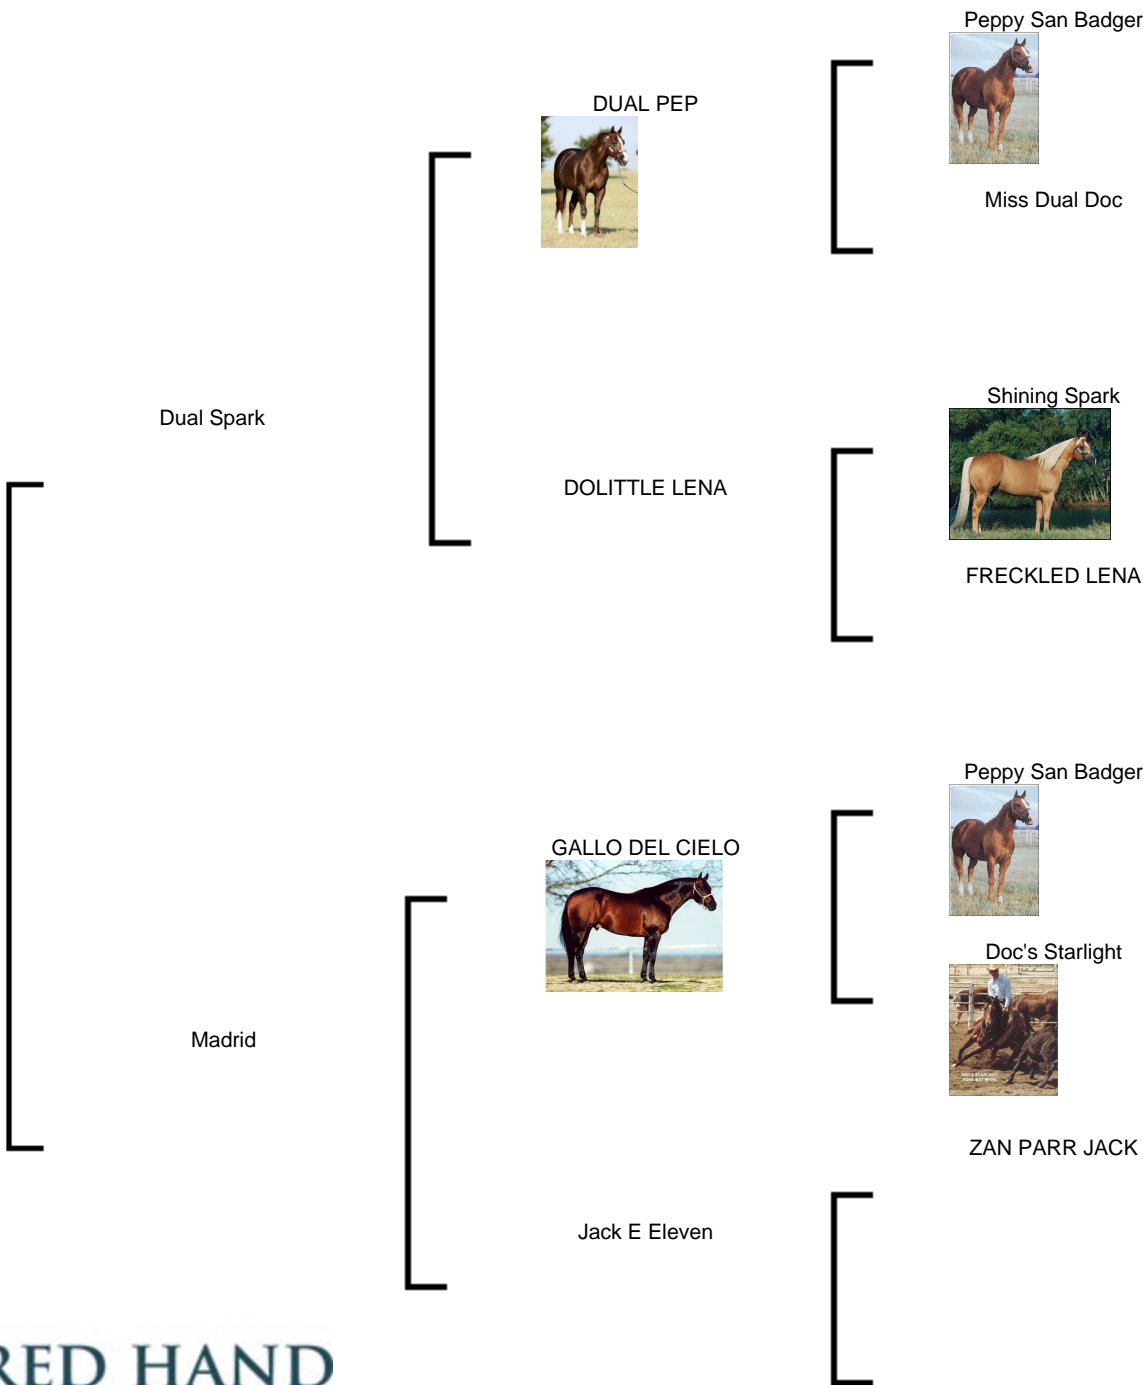 Peppy San Badger
DUAL PEP
Miss Dual Doc
Shining Spark
Dual Spark
DOLITTLE LENA
FRECKLED LENA
Peppy San Badger
GALLO DEL CIELO
Doc's Starlight
Madrid
ZAN PARR JACK
Jack E Eleven
RED HAND